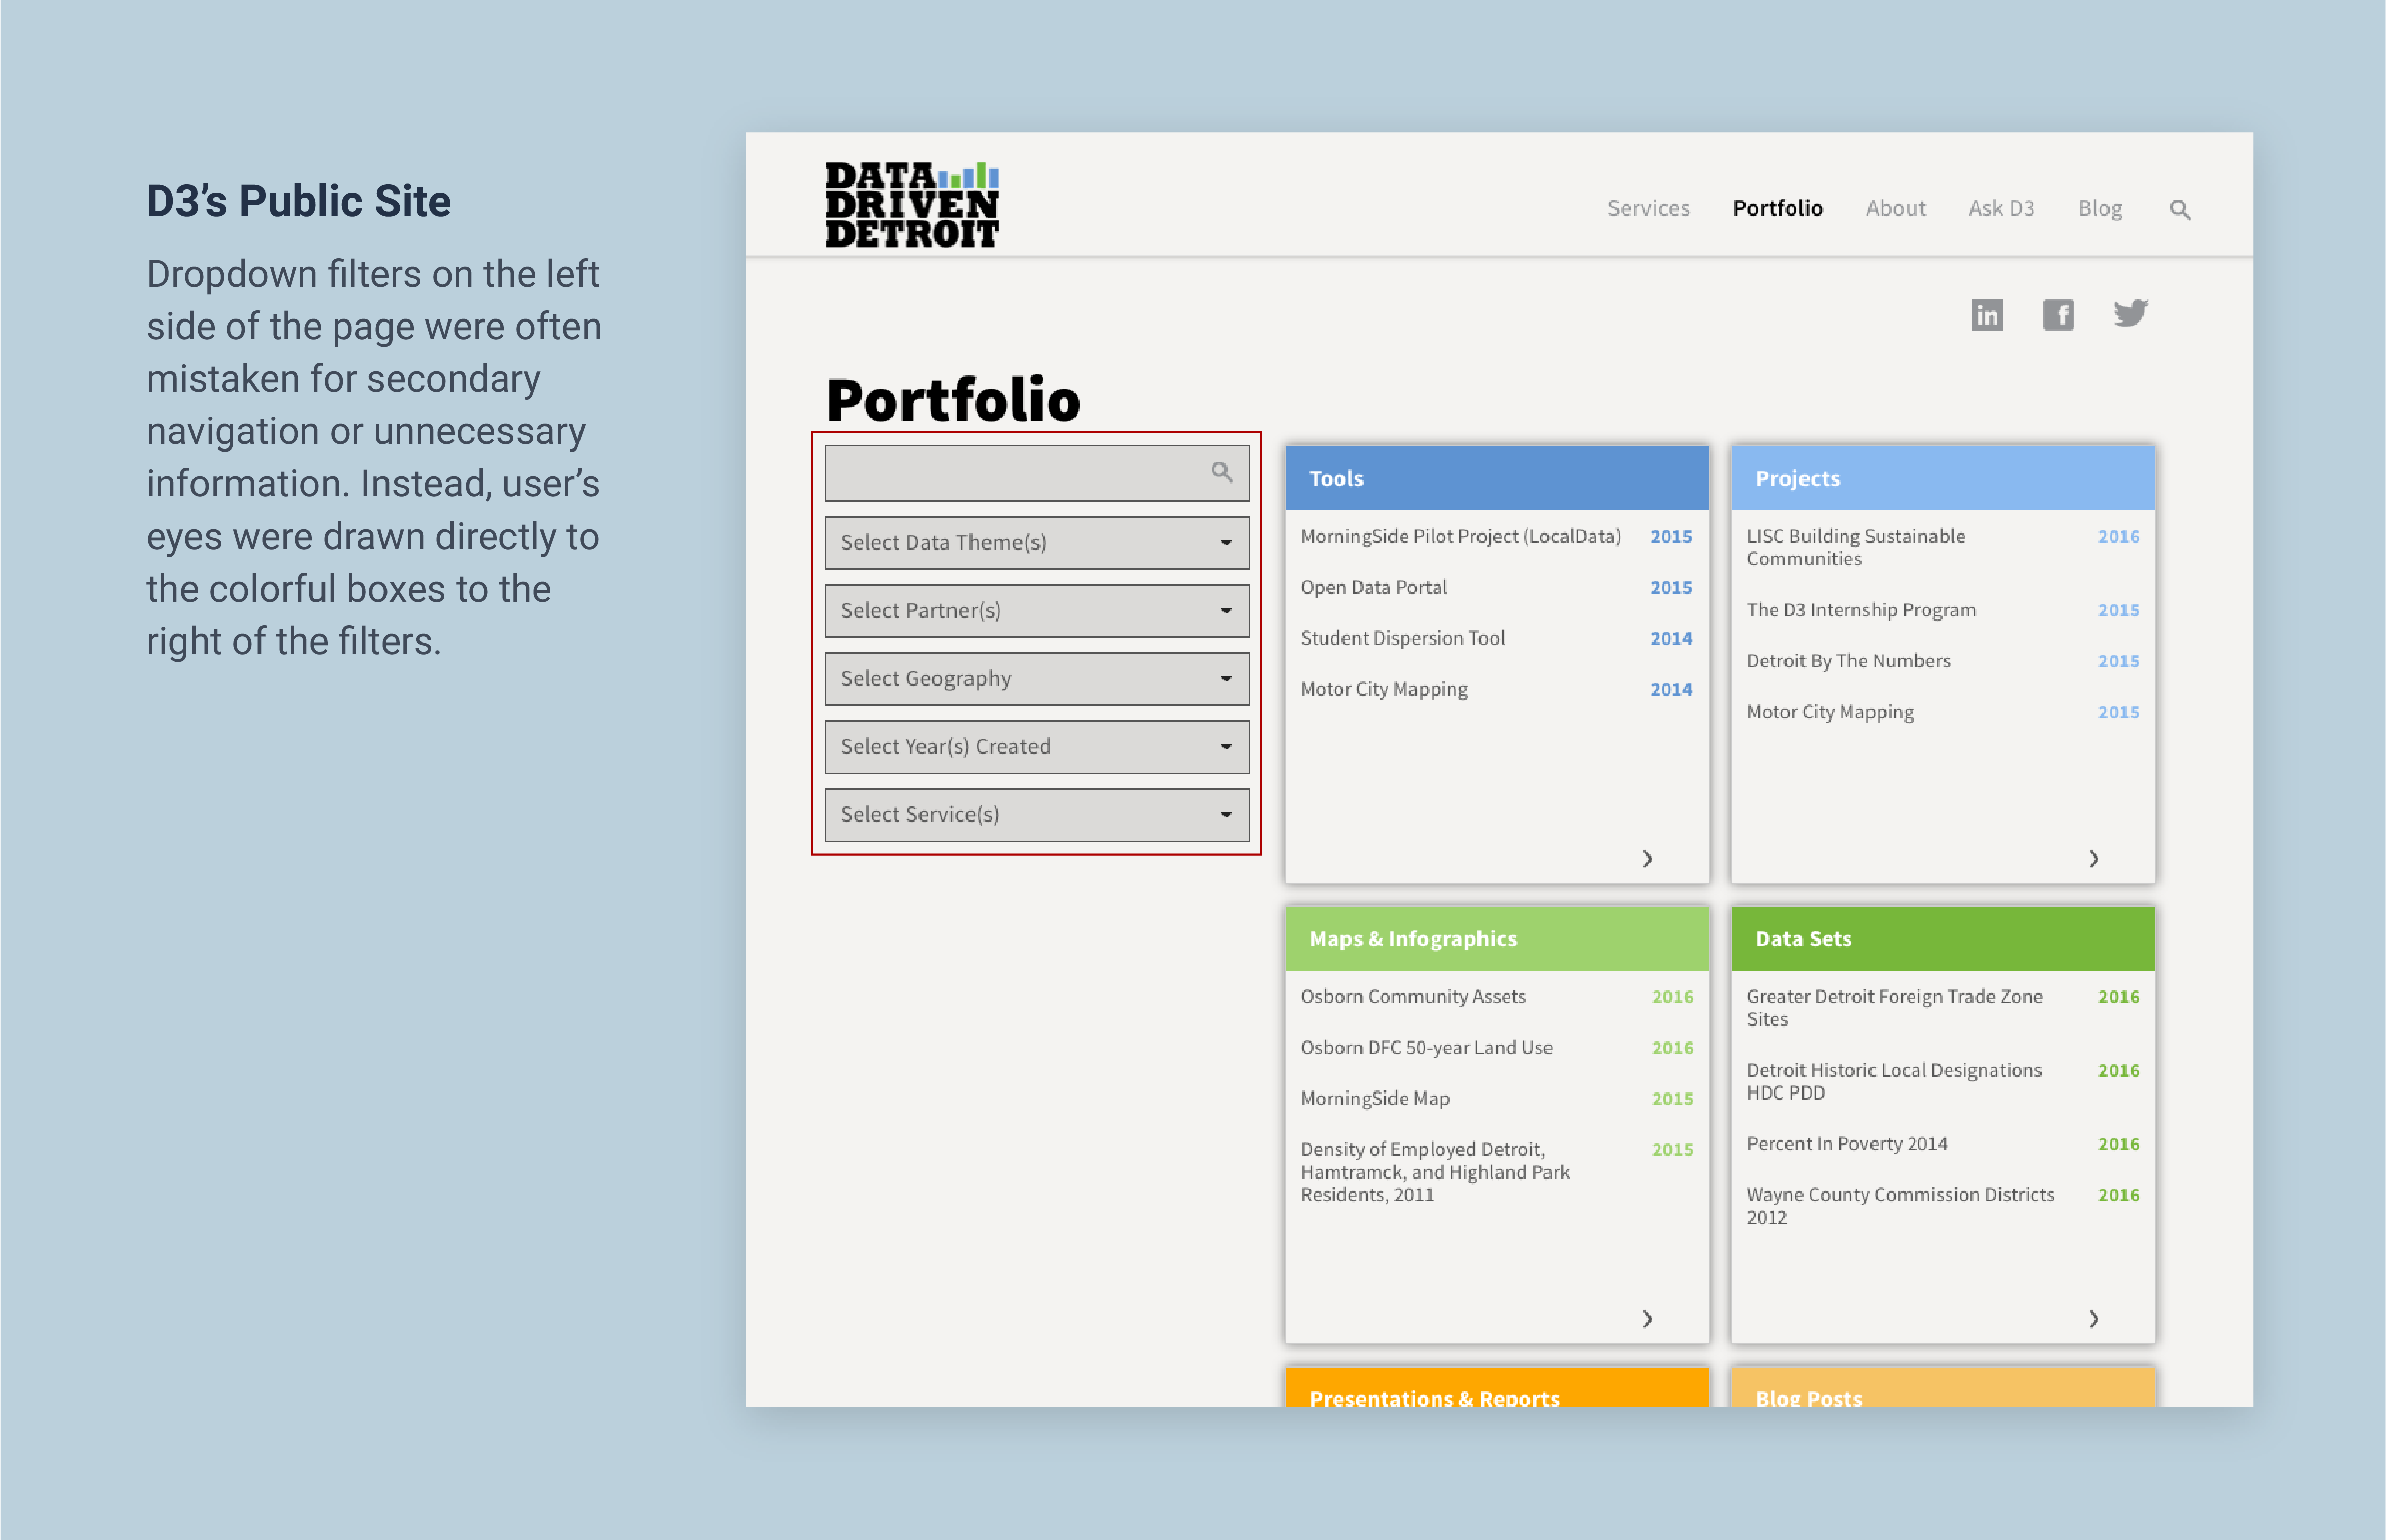 D3’s Public Site
Dropdown filters on the left
side of the page were often
mistaken for secondary
navigation or unnecessary
information. Instead, user’s
eyes were drawn directly to
the colorful boxes to the
right of the filters.
DATA
DRIVEN
DETROIT
Services Portfolio About Ask D3 Blog
in f
Portfolio
Select Data Theme(s)
Select Partner(s)
Select Geography
Select Year(s) Created
Select Service(s)
Tools
MorningSide Pilot Project (LocalData) 2015
Open Data Portal 2015
Student Dispersion Tool 2014
Motor City Mapping 2014
Projects
LISC Building Sustainable 2016
Communities
The D3 Internship Program 2015
Detroit By The Numbers 2015
Motor City Mapping 2015
Maps & Infographics
Osborn Community Assets 2016
Osborn DFC 50-year Land Use 2016
MorningSide Map 2015
Density of Employed Detroit, 2015
Hamtramck, and Highland Park
Residents, 2011
Data Sets
Greater Detroit Foreign Trade Zone 2016
Sites
Detroit Historic Local Designations 2016
HDC PDD
Percent In Poverty 2014 2016
Wayne County Commission Districts 2016
2012
Presentations & Reports
Blog Posts